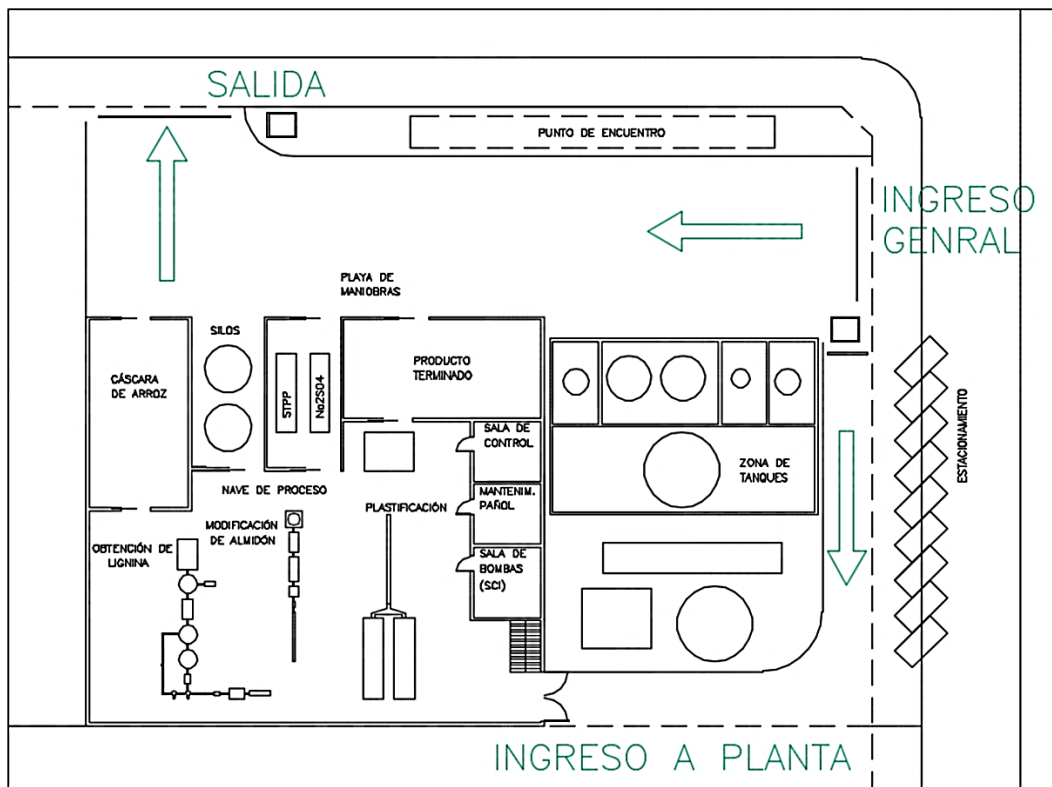 SALIDA
PUNTO DE ENCUENTRO
INGRESO
GENRAL
PLAYA DE
MANIOBRAS
SILOS
CÁSCARA
DE ARROZ
STPP
Na2SO4
PRODUCTO
TERMINADO
SALA DE
CONTROL
ZONA DE
TANQUES
ESTACIONAMIENTO
NAVE DE PROCESO
MANTENIM.
PAÑOL
PLASTIFICACIÓN
MODIFICACIÓN
DE ALMIDÓN
OBTENCIÓN DE
LIGNINA
SALA DE
BOMBAS
(SCI)
INGRESO A PLANTA